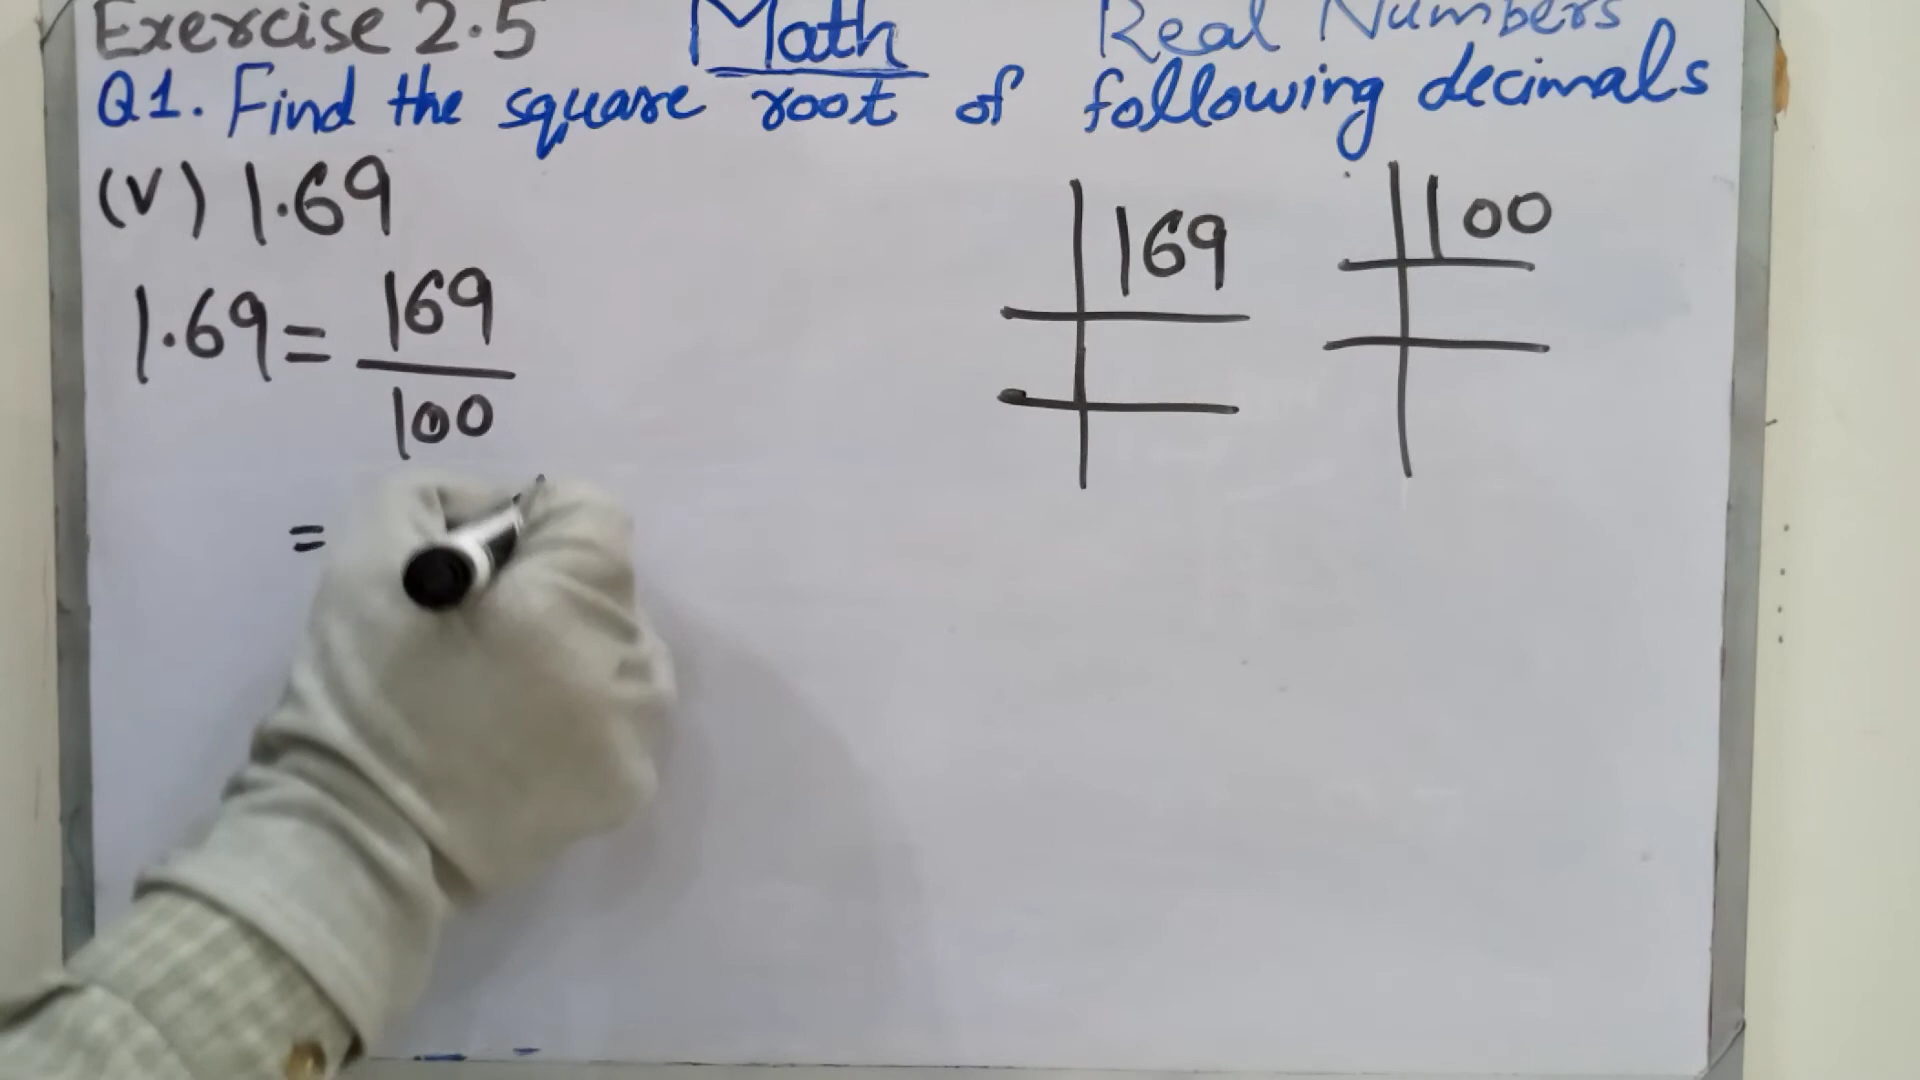 Exercise 2.5 Math Real Numbers
Q1. Find the square root of following decimals
(V) 1.69
1.69 = 169
100
=
169
100